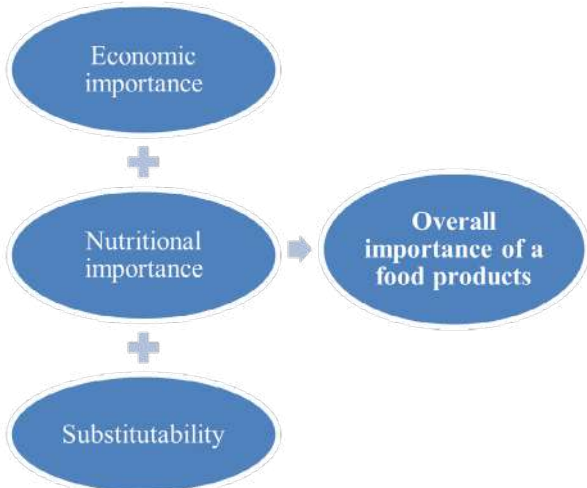 Economic
importance
Nutritional
importance
Substitutability
Overall
importance of a
food products